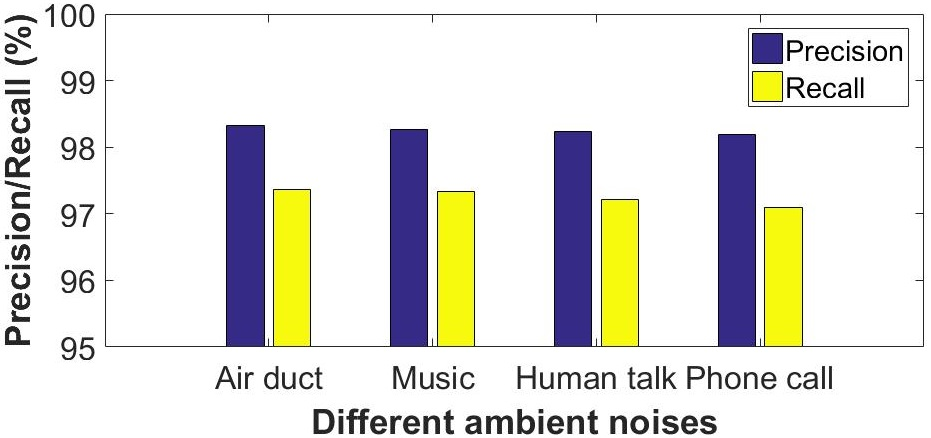 Precision/Recall (%)
100
99
98
97
96
95
Precision
Recall
Air duct Music Human talk Phone call
Different ambient noises